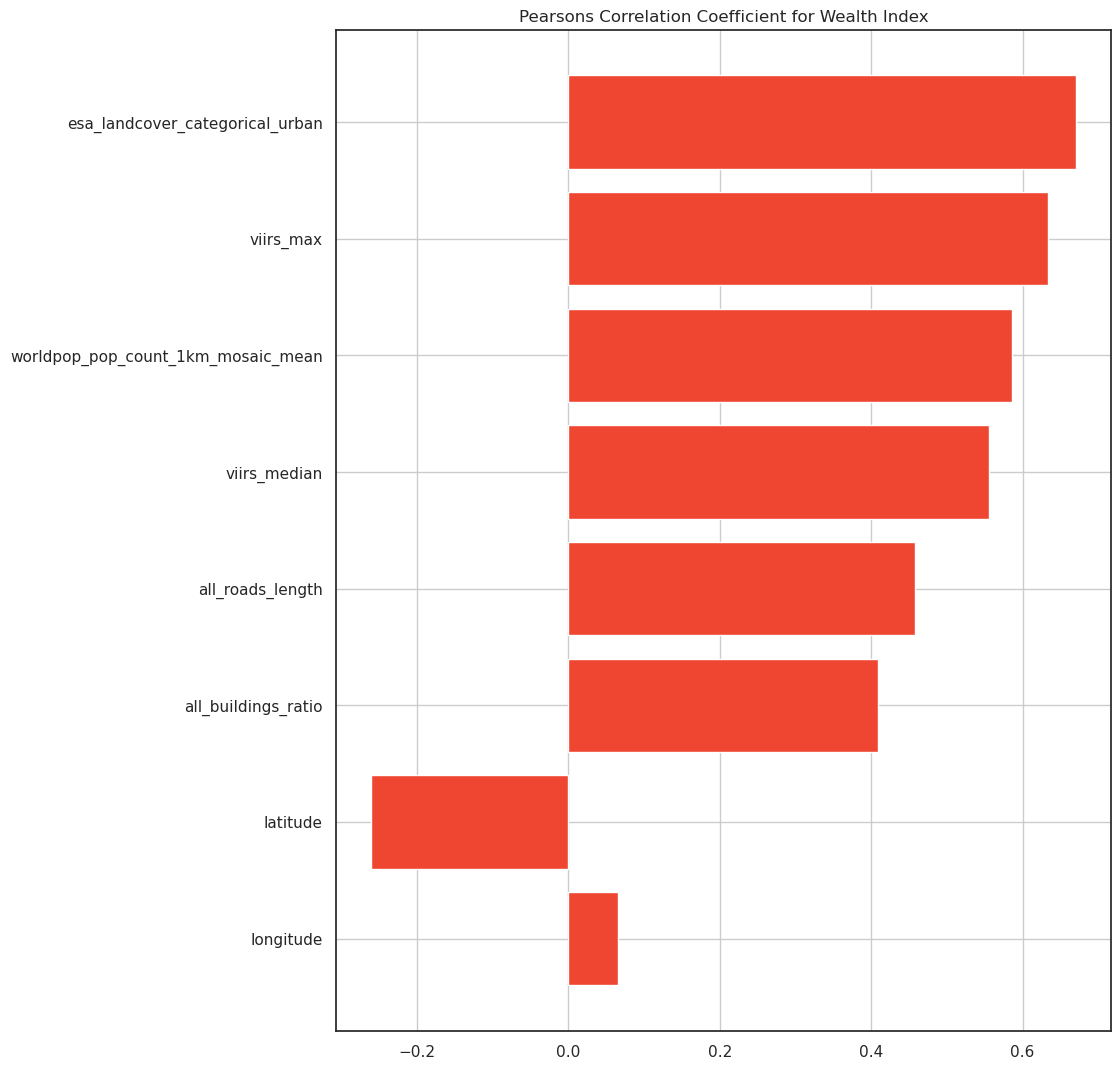 Pearsons Correlation Coefficient for Wealth Index
esa_landcover_categorical_urban
viirs_max
worldpop_pop_count_1km_mosaic_mean
viirs_median
all_roads_length
all_buildings_ratio
latitude
longitude
−0.2 0.0 0.2 0.4 0.6